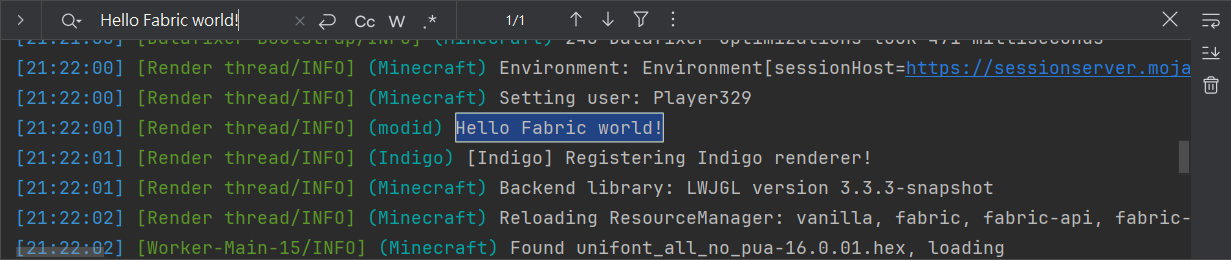 Hello Fabric world!
Cc W .*
1/1
[21:21:00] [Datafixer Bootstrap/INFO] (Minecraft) 243 Datafixer optimizations took 471 milliseconds
[21:22:00] [Render thread/INFO] (Minecraft) Environment: Environment[sessionHost=https://sessionserver.moja
[21:22:00] [Render thread/INFO] (Minecraft) Setting user: Player329
[21:22:00] [Render thread/INFO] (modid) Hello Fabric world!
[21:22:01] [Render thread/INFO] (Indigo) [Indigo] Registering Indigo renderer!
[21:22:01] [Render thread/INFO] (Minecraft) Backend library: LWJGL version 3.3.3-snapshot
[21:22:02] [Render thread/INFO] (Minecraft) Reloading ResourceManager: vanilla, fabric, fabric-api, fabric-
[21:22:02] [Worker-Main-15/INFO] (Minecraft) Found unifont_all_no_pua-16.0.01.hex, loading